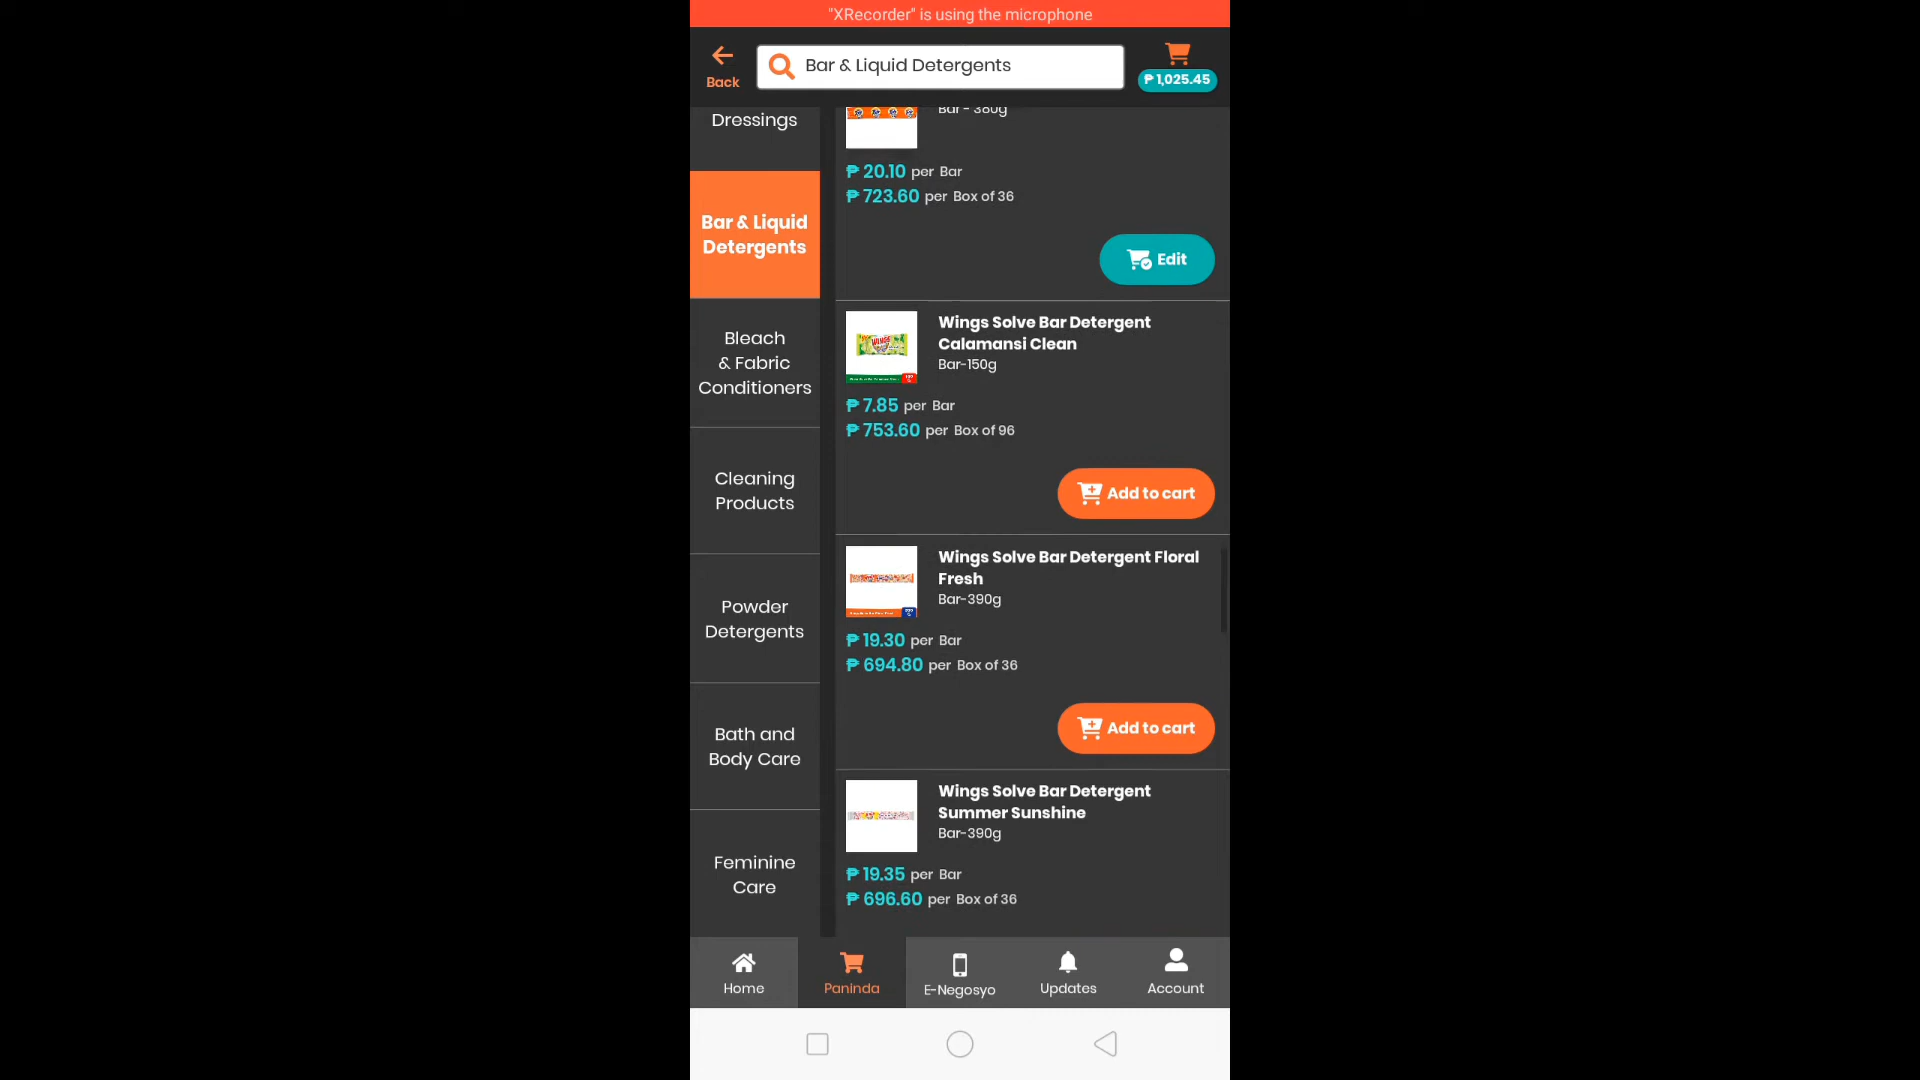 "XRecorder" is using the microphone
Back
Bar & Liquid Detergents
₱ 1,025.45
Dressings
Bar & Liquid
Detergents
Bleach
& Fabric
Conditioners
Cleaning
Products
Powder
Detergents
Bath and
Body Care
Feminine
Care
Bar - 380g
₱ 20.10 per Bar
₱ 723.60 per Box of 36
Edit
Wings Solve Bar Detergent
Calamansi Clean
Bar-150g
WINGS
₱ 7.85 per Bar
₱ 753.60 per Box of 96
Add to cart
Wings Solve Bar Detergent Floral
Fresh
Bar-390g
₱ 19.30 per Bar
₱ 694.80 per Box of 36
Add to cart
Wings Solve Bar Detergent
Summer Sunshine
Bar-390g
₱ 19.35 per Bar
₱ 696.60 per Box of 36
Home
Paninda
E-Negosyo
Updates
Account